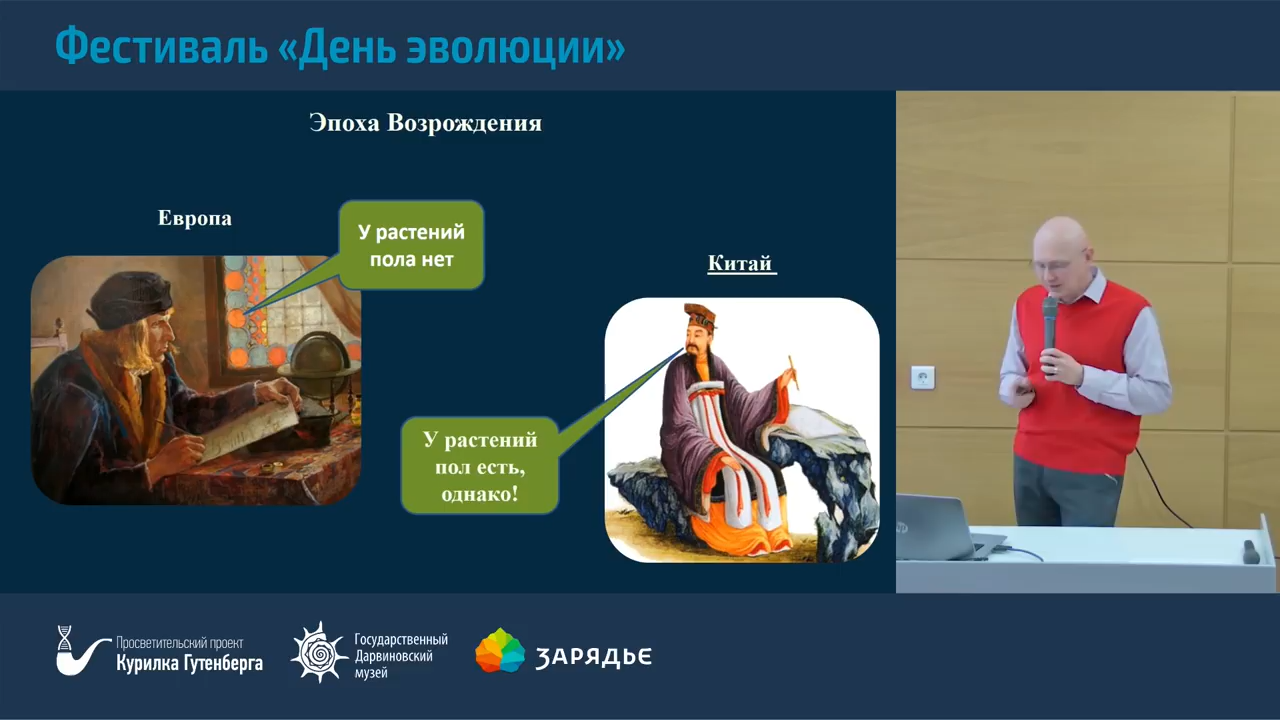 Фестиваль «День эволюции»
Эпоха Возрождения
Европа
У растений
пола нет
Китай
У растений
пол есть,
однако!
Просветительский проект
Курилка Гутенберга
Государственный
Дарвиновский
музей
ЗАРЯДЬЕ